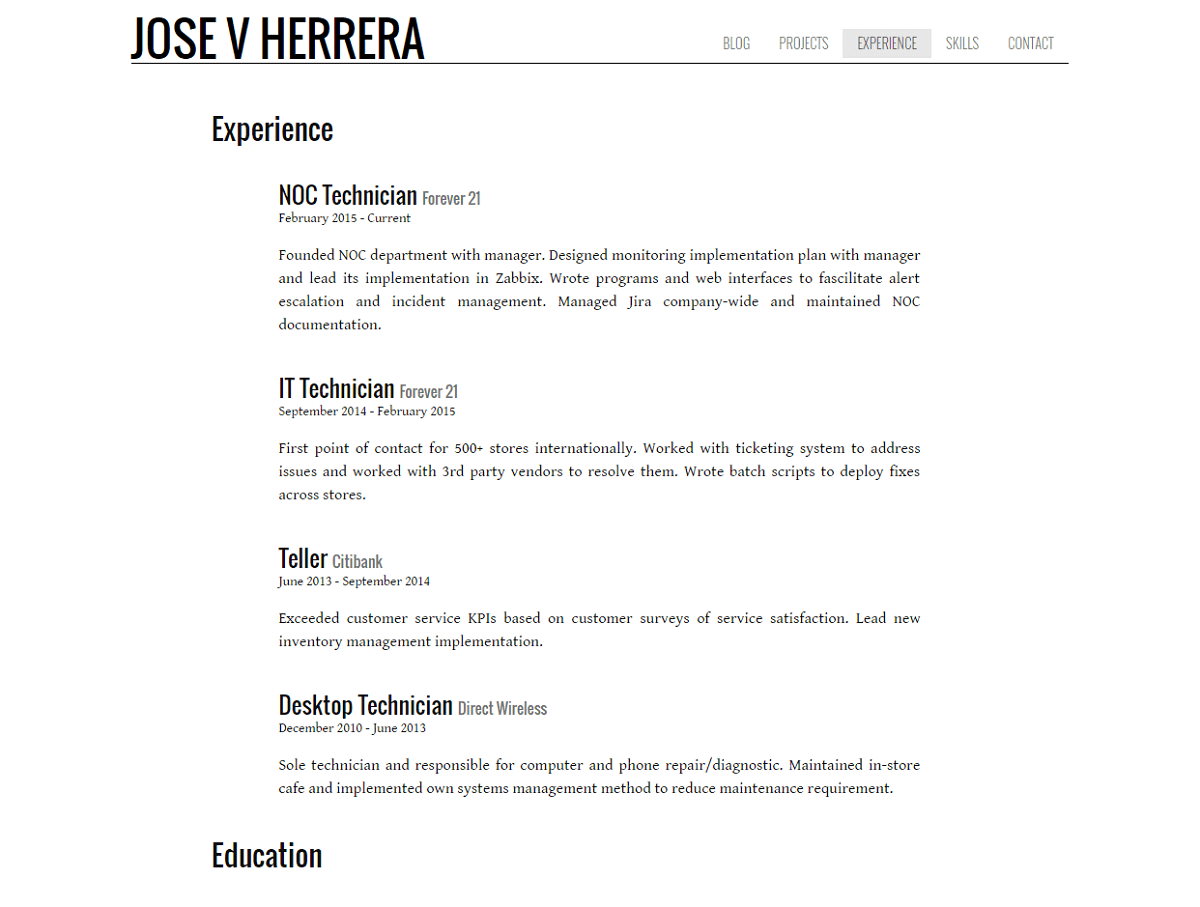 JOSE V HERRERA
BLOG PROJECTS EXPERIENCE SKILLS CONTACT
Experience
NOC Technician Forever 21
February 2015 - Current
Founded NOC department with manager. Designed monitoring implementation plan with manager
and lead its implementation in Zabbix. Wrote programs and web interfaces to fascilitate alert
escalation and incident management. Managed Jira company-wide and maintained NOC
documentation.
IT Technician Forever 21
September 2014 - February 2015
First point of contact for 500+ stores internationally. Worked with ticketing system to address
issues and worked with 3rd party vendors to resolve them. Wrote batch scripts to deploy fixes
across stores.
Teller Citibank
June 2013 - September 2014
Exceeded customer service KPIs based on customer surveys of service satisfaction. Lead new
inventory management implementation.
Desktop Technician Direct Wireless
December 2010 - June 2013
Sole technician and responsible for computer and phone repair/diagnostic. Maintained in-store
cafe and implemented own systems management method to reduce maintenance requirement.
Education